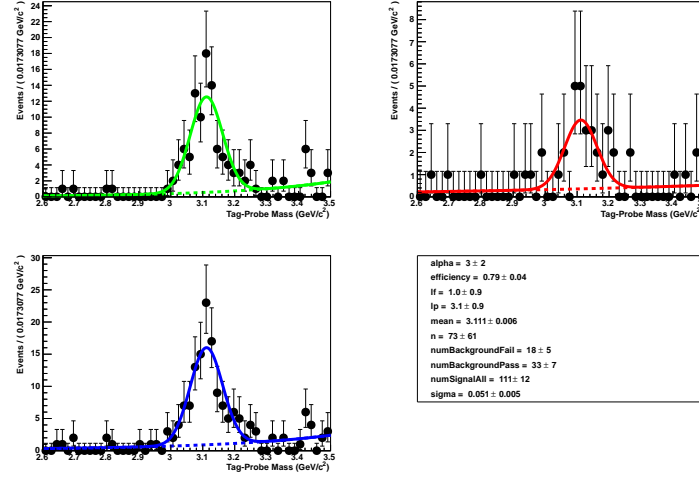 Events / ( 0.0173077 GeV/c² )
24
22
20
18
16
14
12
10
8
6
4
2
0
2.6 2.7 2.8 2.9 3 3.1 3.2 3.3 3.4 3.5
Tag-Probe Mass (GeV/c²)
Events / ( 0.0173077 GeV/c² )
8
7
6
5
4
3
2
1
0
2.6 2.7 2.8 2.9 3 3.1 3.2 3.3 3.4
Tag-Probe Mass (GeV/c
Events / ( 0.0173077 GeV/c² )
30
25
20
15
10
5
0
2.6 2.7 2.8 2.9 3 3.1 3.2 3.3 3.4 3.5
Tag-Probe Mass (GeV/c²)
alpha = 3 ± 2
efficiency = 0.79 ± 0.04
lf = 1.0 ± 0.9
lp = 3.1 ± 0.9
mean = 3.111 ± 0.006
n = 73 ± 61
numBackgroundFail = 18 ± 5
numBackgroundPass = 33 ± 7
numSignalAll = 111 ± 12
sigma = 0.051 ± 0.005